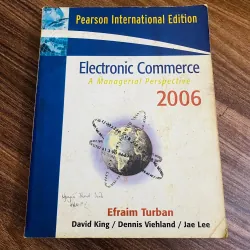 Pearson International Edition
Electronic Commerce
A Managerial Perspective
2006
Efraim Turban
David King / Dennis Viehland / Jae Lee